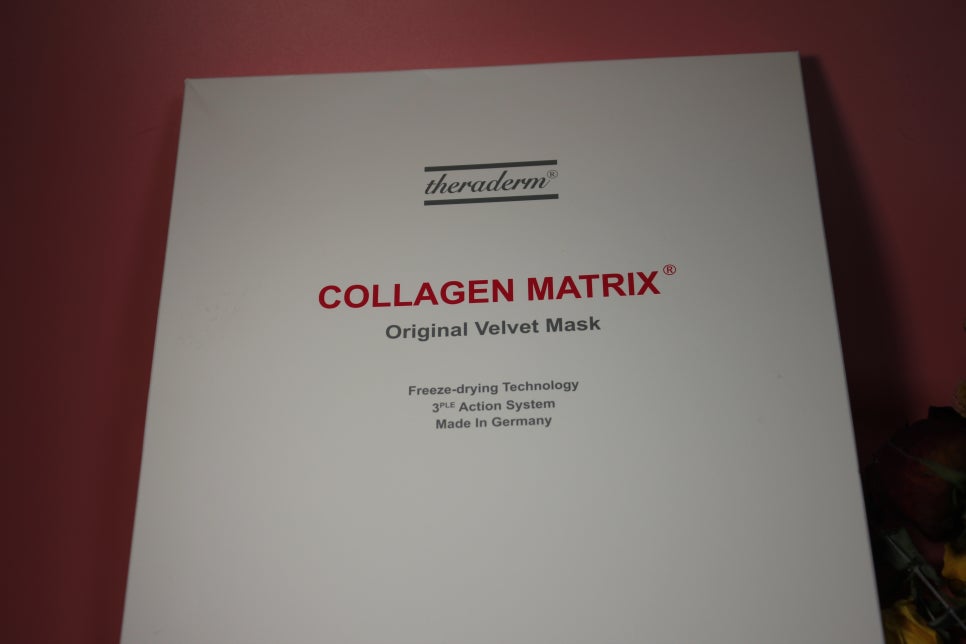 theraderm®
COLLAGEN MATRIX®
Original Velvet Mask
Freeze-drying Technology
3PLE Action System
Made In Germany